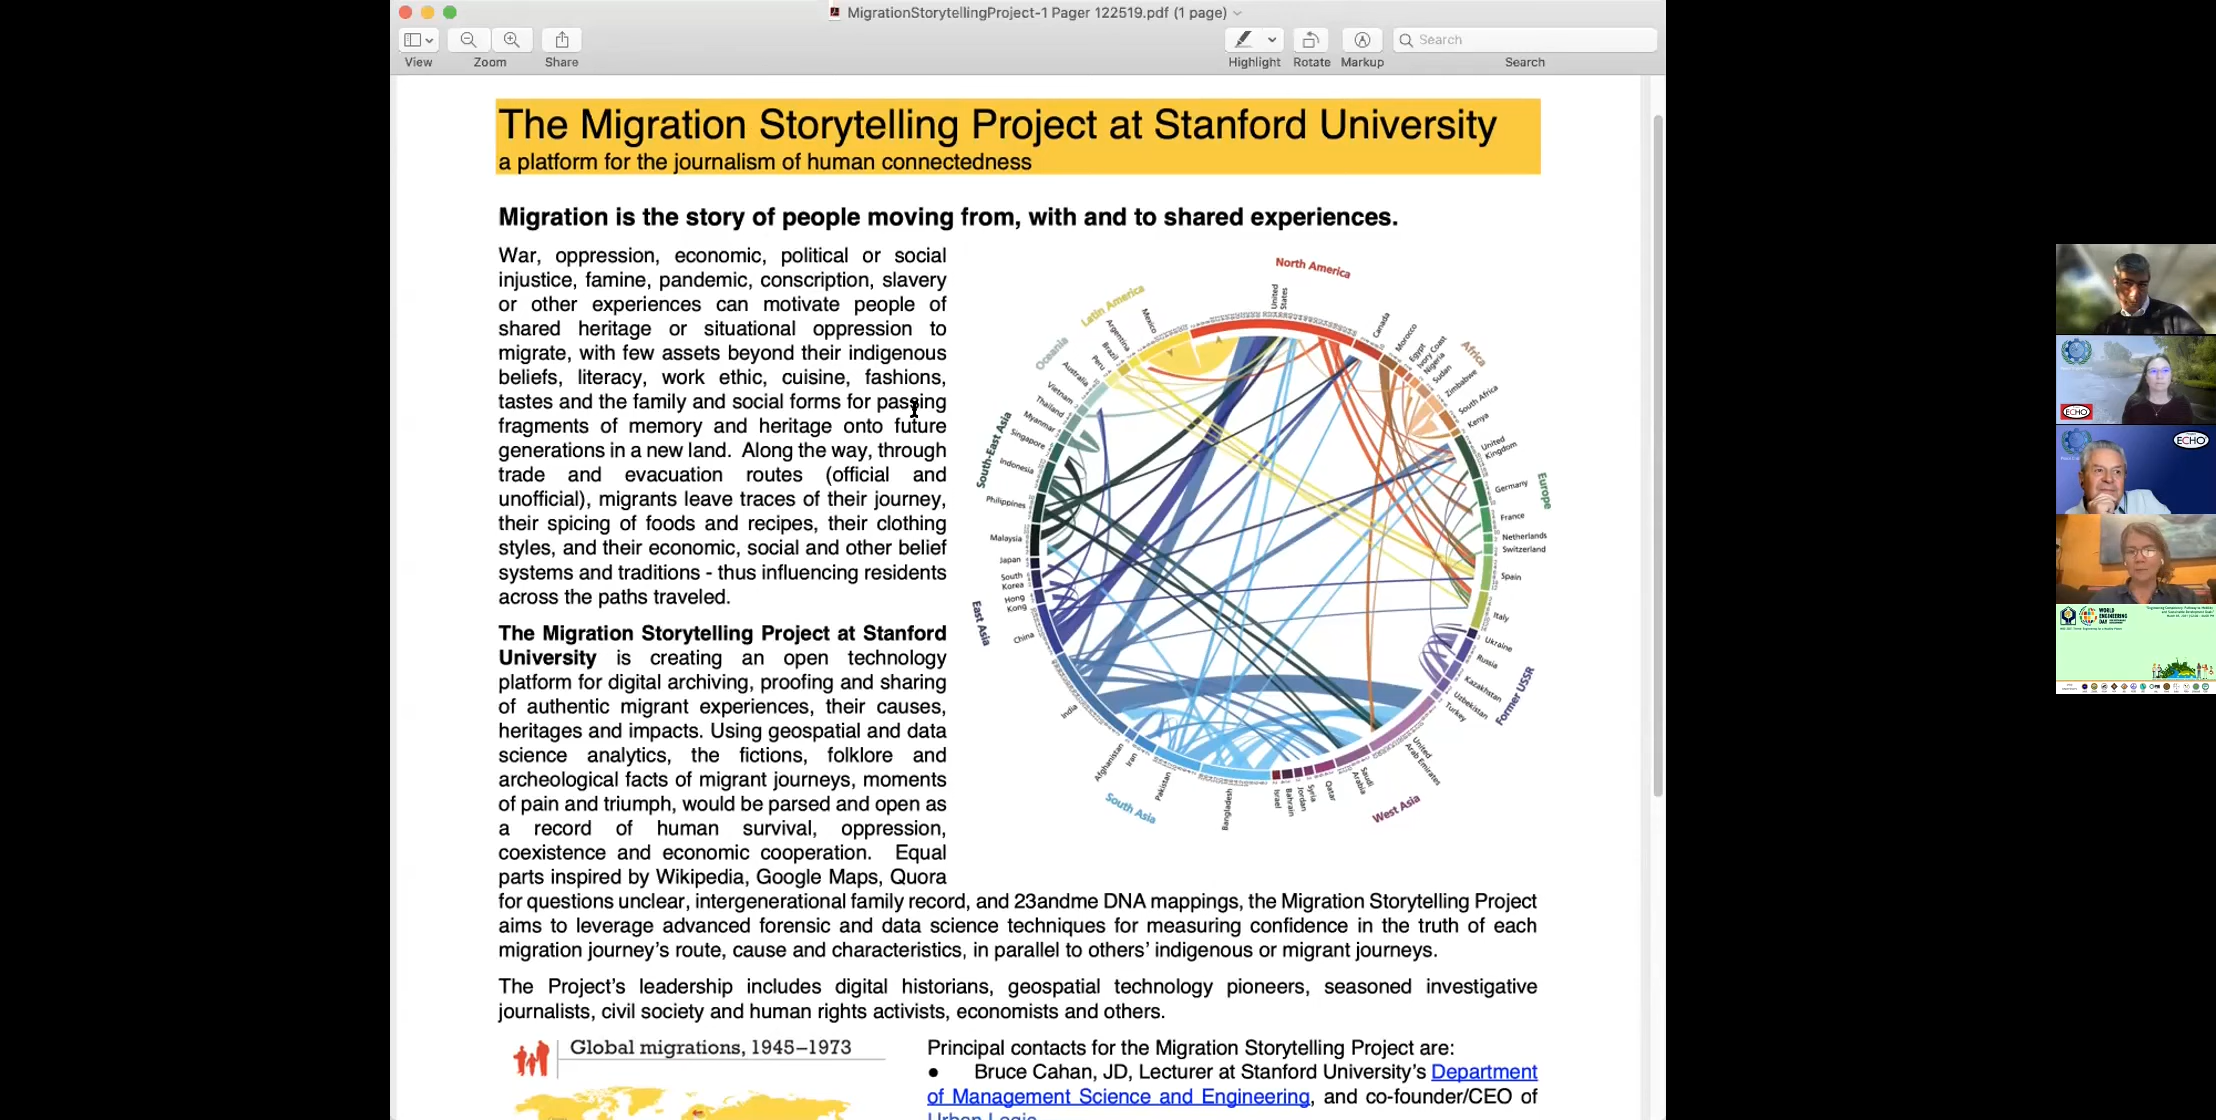 MigrationStorytellingProject-1 Pager 122519.pdf (1 page)
View
Zoom
Share
Highlight
Rotate
Markup
Search
Search
The Migration Storytelling Project at Stanford University
a platform for the journalism of human connectedness
Migration is the story of people moving from, with and to shared experiences.
War, oppression, economic, political or social
injustice, famine, pandemic, conscription, slavery
or other experiences can motivate people of
shared heritage or situational oppression to
migrate, with few assets beyond their indigenous
beliefs, literacy, work ethic, cuisine, fashions,
tastes and the family and social forms for passing
fragments of memory and heritage onto future
generations in a new land. Along the way, through
trade and evacuation routes (official and
unofficial), migrants leave traces of their journey,
their spicing of foods and recipes, their clothing
styles, and their economic, social and other belief
systems and traditions - thus influencing residents
across the paths traveled.
The Migration Storytelling Project at Stanford
University is creating an open technology
platform for digital archiving, proofing and sharing
of authentic migrant experiences, their causes,
heritages and impacts. Using geospatial and data
science analytics, the fictions, folklore and
archeological facts of migrant journeys, moments
of pain and triumph, would be parsed and open as
a record of human survival, oppression,
coexistence and economic cooperation. Equal
parts inspired by Wikipedia, Google Maps, Quora
for questions unclear, intergenerational family record, and 23andme DNA mappings, the Migration Storytelling Project
aims to leverage advanced forensic and data science techniques for measuring confidence in the truth of each
migration journey's route, cause and characteristics, in parallel to others' indigenous or migrant journeys.
The Project's leadership includes digital historians, geospatial technology pioneers, seasoned investigative
journalists, civil society and human rights activists, economists and others.
North America
United
States
Canada
Africa
Morocco
Egypt
Ivory Coast
Nigeria
Sudan
Zimbabwe
South Africa
Kenya
Europe
United
Kingdom
Germany
France
Netherlands
Switzerland
Spain
Italy
Former USSR
Ukraine
Russia
Kazakhstan
Uzbekistan
Turkey
West Asia
United
Arab Emirates
Saudi
Arabia
Qatar
Syria
Jordan
Bahrain
Israel
South Asia
Bangladesh
Pakistan
Iran
Afghanistan
India
East Asia
China
Hong
Kong
South
Korea
Japan
South-East Asia
Malaysia
Philippines
Indonesia
Singapore
Myanmar
Thailand
Vietnam
Oceania
Australia
Latin America
Peru
Brazil
Argentina
Mexico
Global migrations, 1945–1973
Principal contacts for the Migration Storytelling Project are:
● Bruce Cahan, JD, Lecturer at Stanford University's Department
of Management Science and Engineering, and co-founder/CEO of
Urban Logic
ECHO
ECHO
WORLD
ENGINEERING
DAY